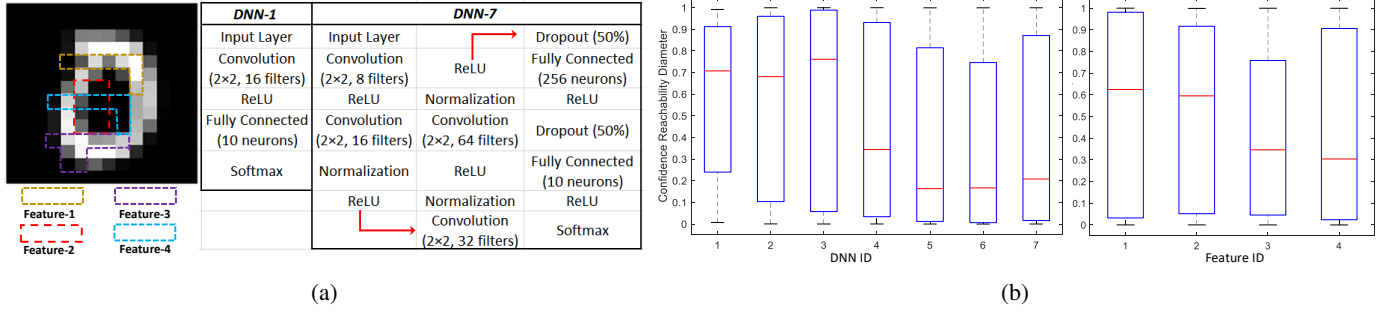 Feature-1
Feature-3
Feature-2
Feature-4
DNN-1 DNN-7
Input Layer Input Layer Dropout (50%)
Convolution Convolution ReLU Fully Connected
(2×2, 16 filters) (2×2, 8 filters) (256 neurons)
ReLU ReLU Normalization ReLU
Fully Connected Convolution Convolution Dropout (50%)
(10 neurons) (2×2, 16 filters) (2×2, 64 filters)
Softmax Normalization ReLU Fully Connected
(10 neurons)
ReLU Normalization ReLU
Convolution Softmax
(2×2, 32 filters)
(a)
Confidence Reachability Diameter
1
0.9
0.8
0.7
0.6
0.5
0.4
0.3
0.2
0.1
0
1 2 3 4 5 6 7
DNN ID
1
0.9
0.8
0.7
0.6
0.5
0.4
0.3
0.2
0.1
0
1 2 3 4
Feature ID
(b)